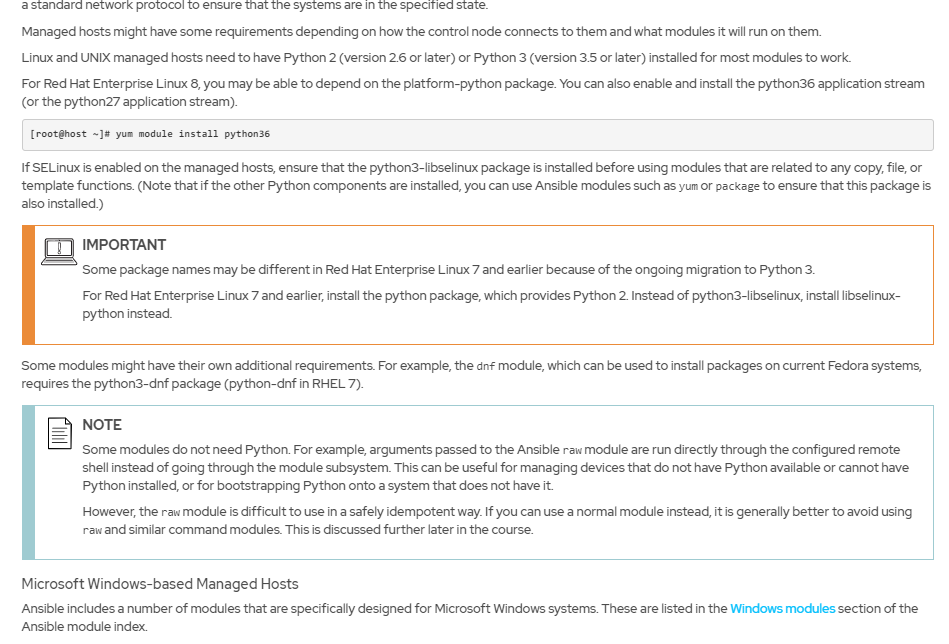 a standard network protocol to ensure that the systems are in the specified state.
Managed hosts might have some requirements depending on how the control node connects to them and what modules it will run on them.
Linux and UNIX managed hosts need to have Python 2 (version 2.6 or later) or Python 3 (version 3.5 or later) installed for most modules to work.
For Red Hat Enterprise Linux 8, you may be able to depend on the platform-python package. You can also enable and install the python36 application stream
(or the python27 application stream).
[root@host ~]# yum module install python36
If SELinux is enabled on the managed hosts, ensure that the python3-libselinux package is installed before using modules that are related to any copy, file, or
template functions. (Note that if the other Python components are installed, you can use Ansible modules such as yum or package to ensure that this package is
also installed.)
IMPORTANT
Some package names may be different in Red Hat Enterprise Linux 7 and earlier because of the ongoing migration to Python 3.
For Red Hat Enterprise Linux 7 and earlier, install the python package, which provides Python 2. Instead of python3-libselinux, install libselinux-
python instead.
Some modules might have their own additional requirements. For example, the dnf module, which can be used to install packages on current Fedora systems,
requires the python3-dnf package (python-dnf in RHEL 7).
NOTE
Some modules do not need Python. For example, arguments passed to the Ansible raw module are run directly through the configured remote
shell instead of going through the module subsystem. This can be useful for managing devices that do not have Python available or cannot have
Python installed, or for bootstrapping Python onto a system that does not have it.
However, the raw module is difficult to use in a safely idempotent way. If you can use a normal module instead, it is generally better to avoid using
raw and similar command modules. This is discussed further later in the course.
Microsoft Windows-based Managed Hosts
Ansible includes a number of modules that are specifically designed for Microsoft Windows systems. These are listed in the Windows modules section of the
Ansible module index.